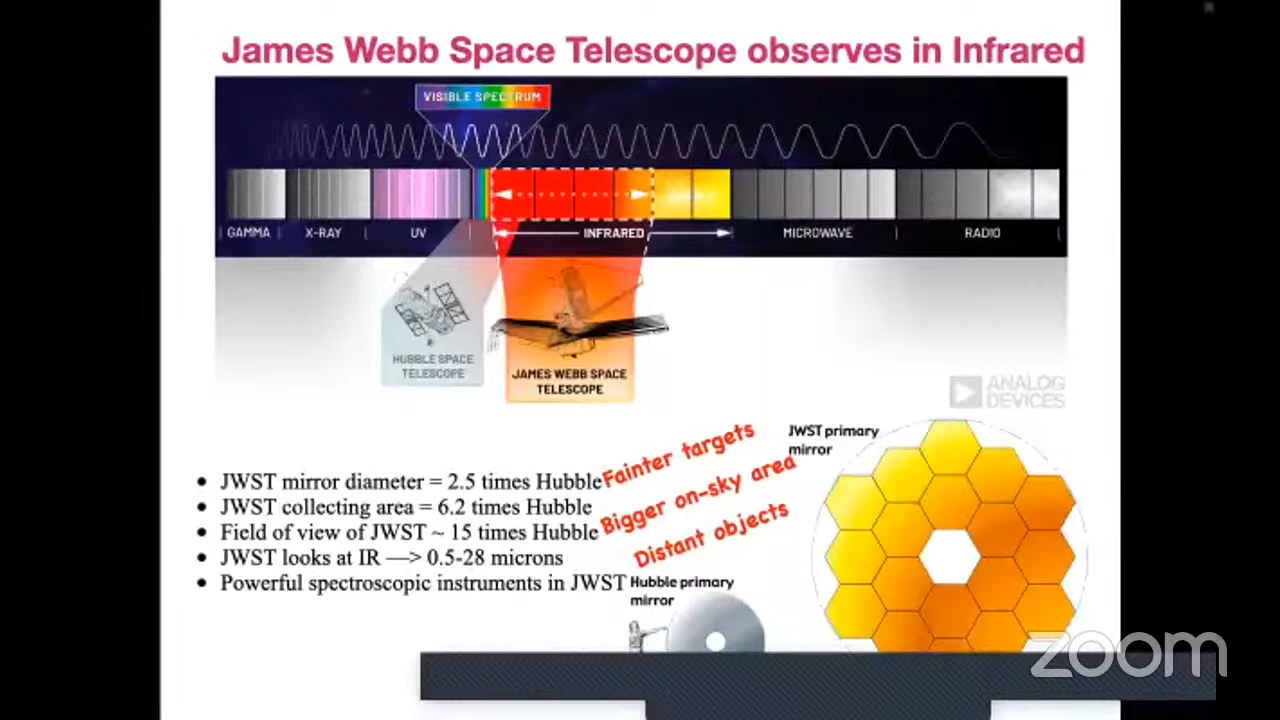 James Webb Space Telescope observes in Infrared
VISIBLE SPECTRUM
GAMMA
X-RAY
UV
INFRARED
MICROWAVE
RADIO
HUBBLE SPACE
TELESCOPE
JAMES WEBB SPACE
TELESCOPE
ANALOG
DEVICES
• JWST mirror diameter = 2.5 times Hubble
• JWST collecting area = 6.2 times Hubble
• Field of view of JWST ~ 15 times Hubble
• JWST looks at IR —> 0.5-28 microns
• Powerful spectroscopic instruments in JWST
Fainter targets
Bigger on-sky area
Distant objects
JWST primary
mirror
Hubble primary
mirror
zoom